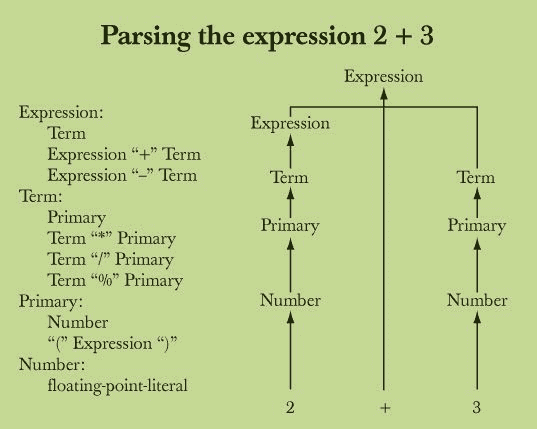 Parsing the expression 2 + 3
Expression:
Term
Expression “+” Term
Expression “–” Term
Term:
Primary
Term “*” Primary
Term “/” Primary
Term “%” Primary
Primary:
Number
“(” Expression “)”
Number:
floating-point-literal
Expression
Expression
Term Term
Primary Primary
Number Number
2 + 3